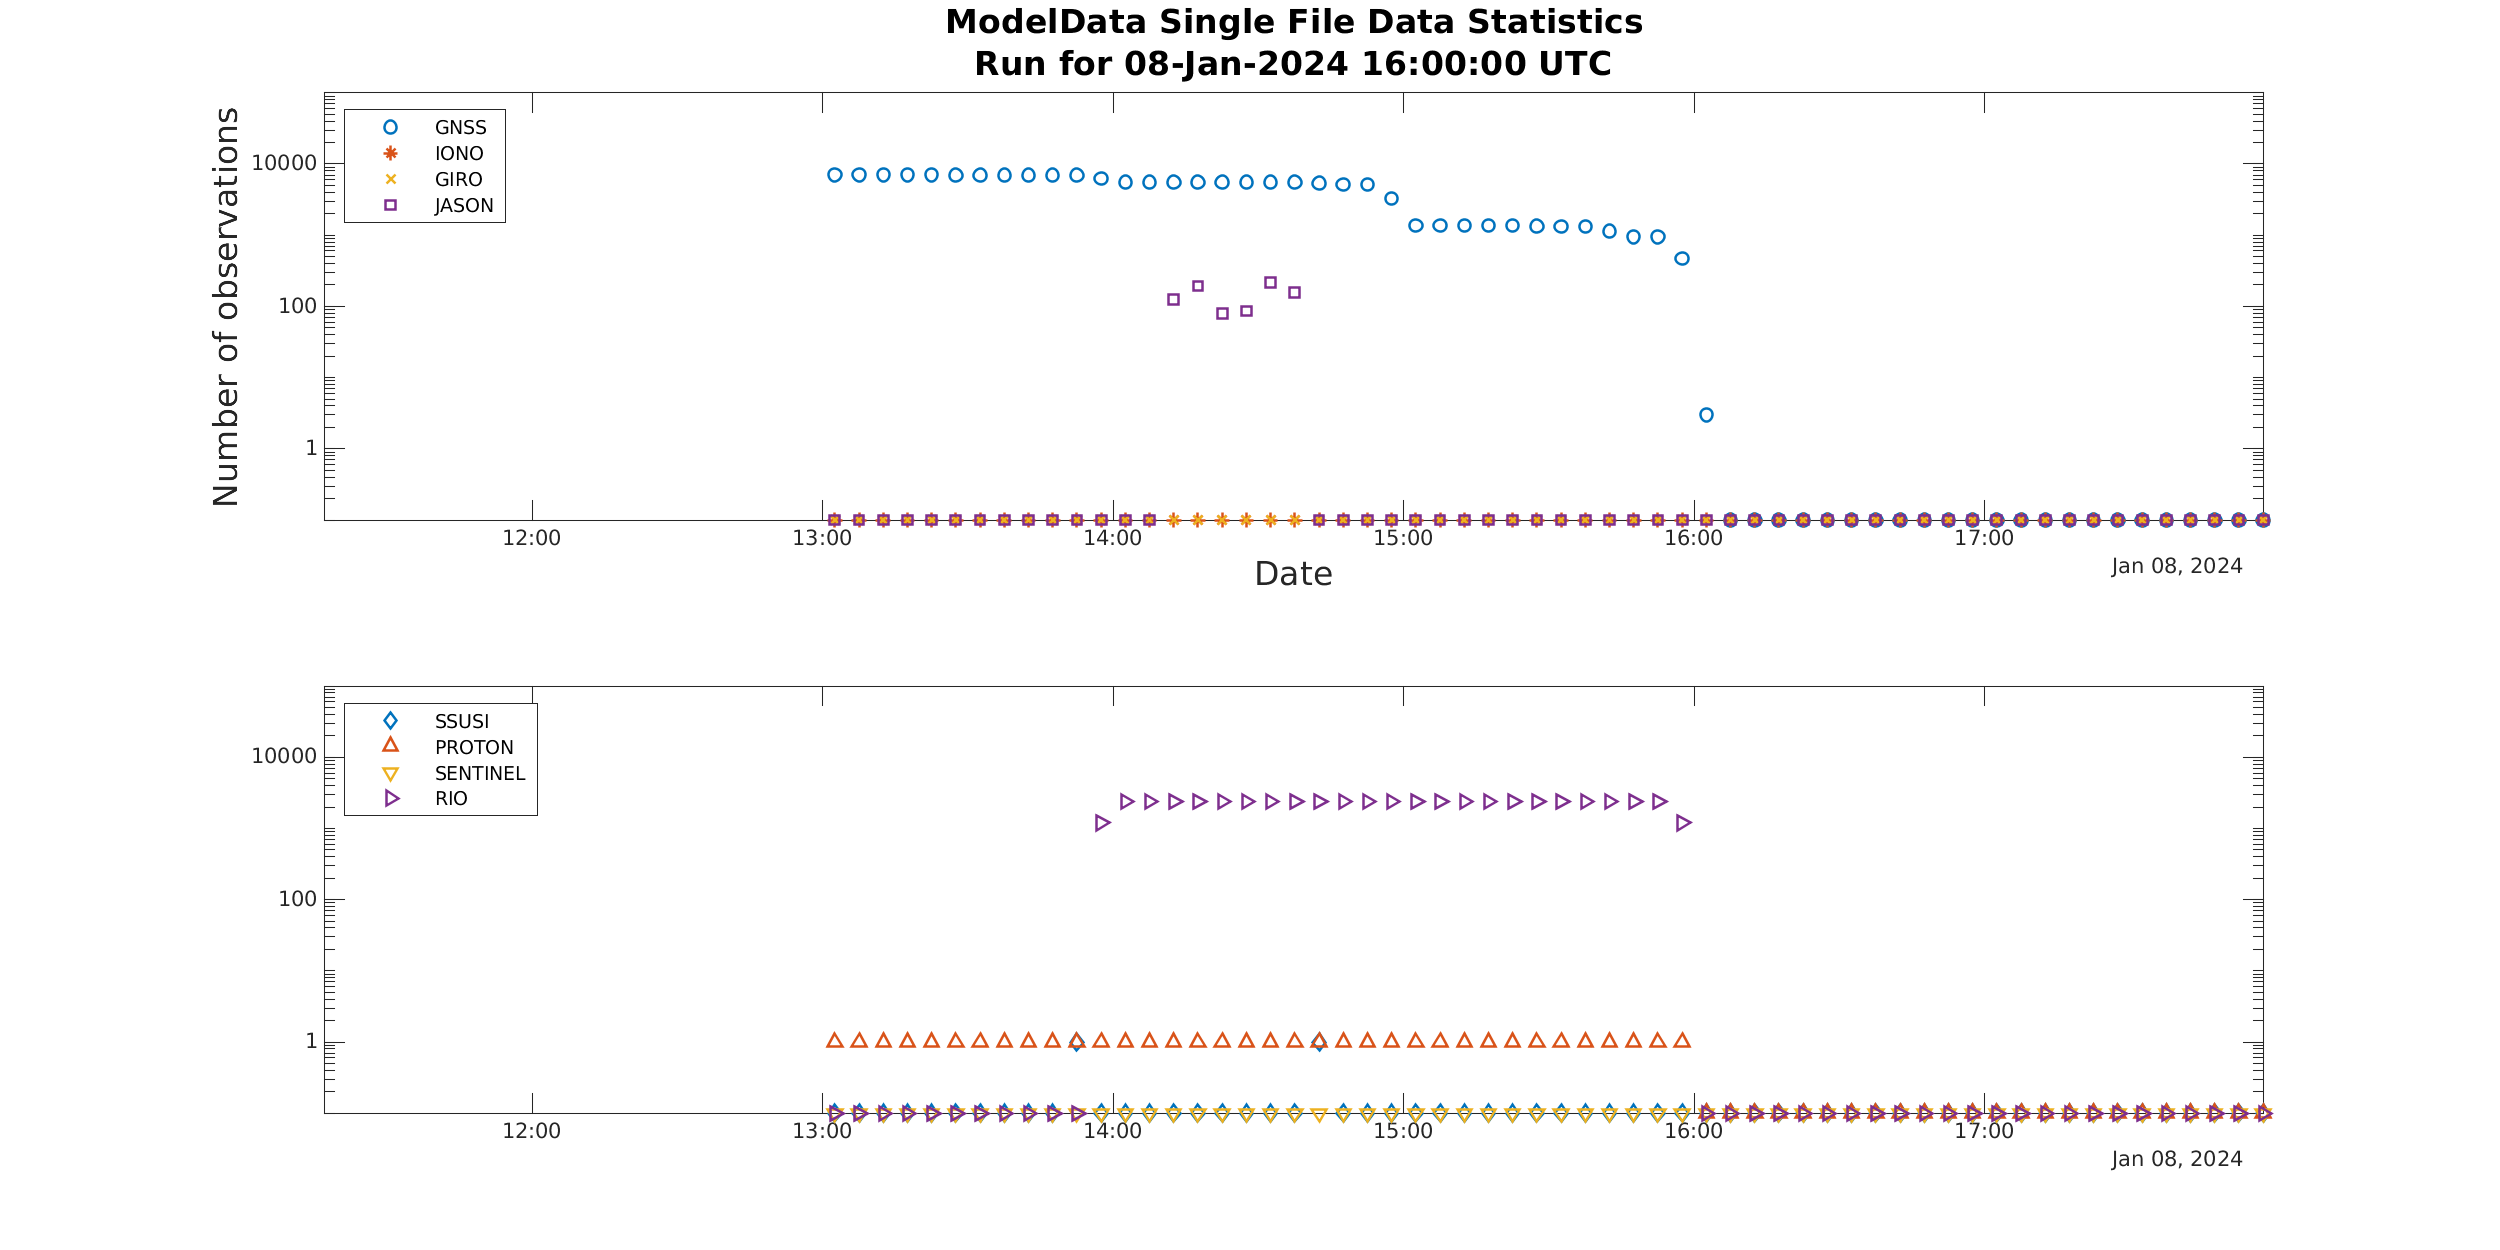 ModelData Single File Data Statistics
Run for 08-Jan-2024 16:00:00 UTC
Number of observations
10000
100
1
GNSS
IONO
GIRO
JASON
12:00 13:00 14:00 15:00 16:00 17:00
Jan 08, 2024
Date
10000
100
1
SSUSI
PROTON
SENTINEL
RIO
12:00 13:00 14:00 15:00 16:00 17:00
Jan 08, 2024